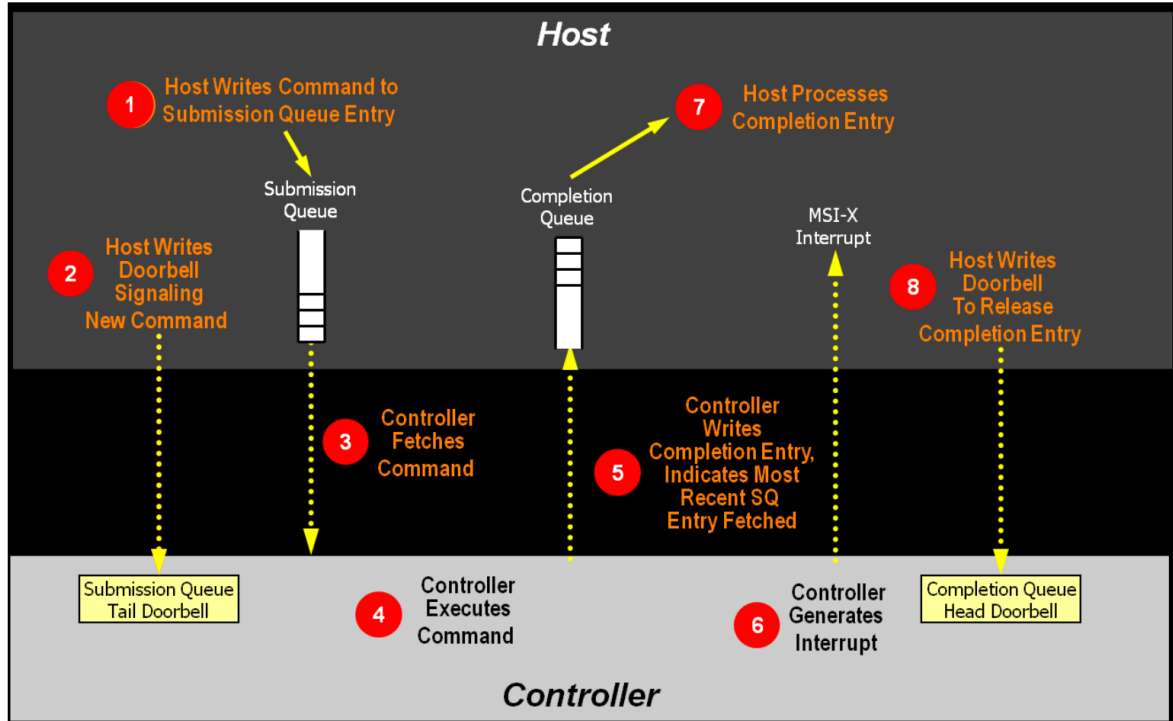 Host
1
Host Writes Command to
Submission Queue Entry
7
Host Processes
Completion Entry
Submission
Queue
Completion
Queue
MSI-X
Interrupt
2
Host Writes
Doorbell
Signaling
New Command
8
Host Writes
Doorbell
To Release
Completion Entry
3
Controller
Fetches
Command
5
Controller
Writes
Completion Entry,
Indicates Most
Recent SQ
Entry Fetched
Submission Queue
Tail Doorbell
4
Controller
Executes
Command
6
Controller
Generates
Interrupt
Completion Queue
Head Doorbell
Controller